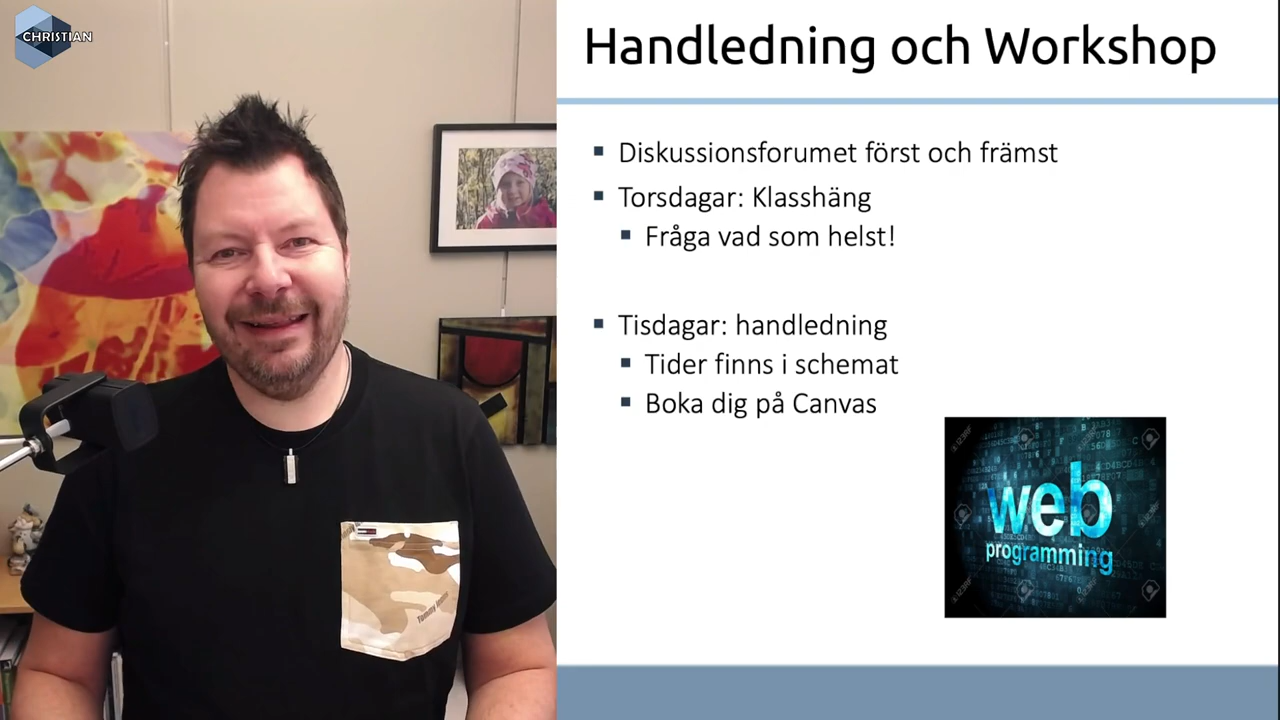 CHRISTIAN
Handledning och Workshop
Diskussionsforumet först och främst
Torsdagar: Klasshäng
Fråga vad som helst!
Tisdagar: handledning
Tider finns i schemat
Boka dig på Canvas
web
programming